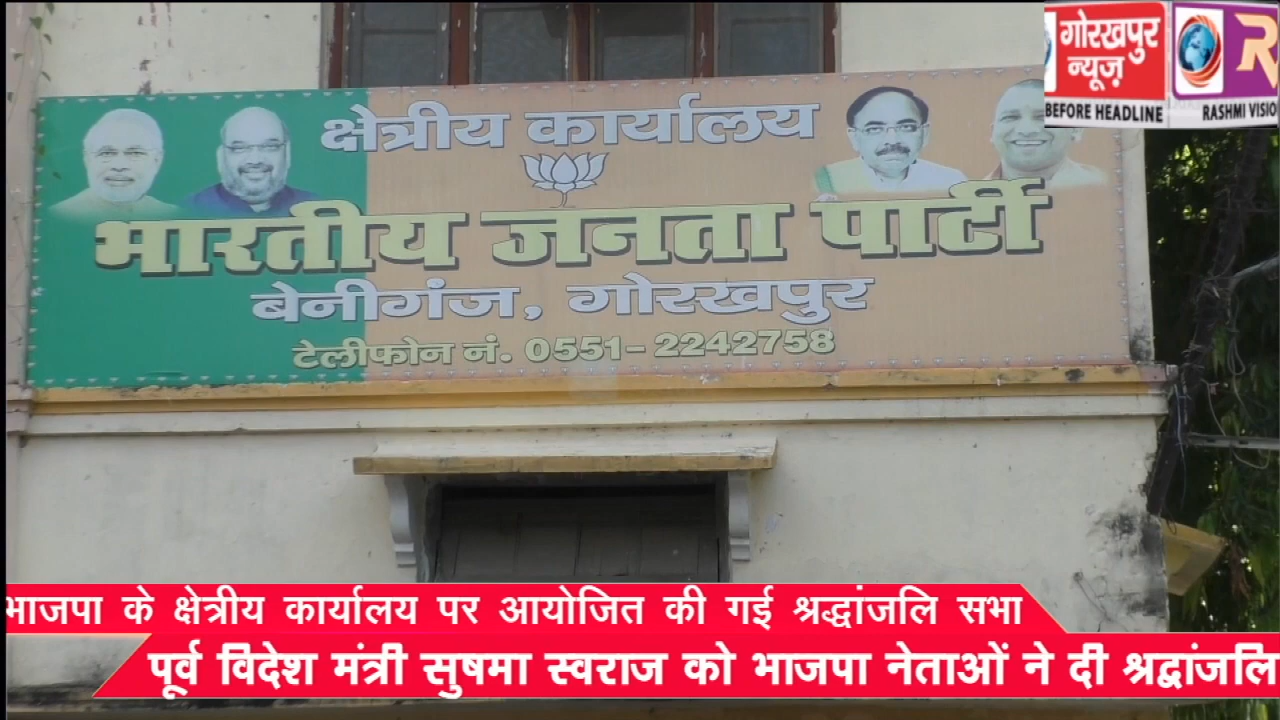 गोरखपुर
न्यूज़
BEFORE HEADLINE
R
RASHMI VISIO
क्षेत्रीय कार्यालय
भारतीय जनता पार्टी
बेनीगंज, गोरखपुर
टेलीफोन नं. 0551-2242758
भाजपा के क्षेत्रीय कार्यालय पर आयोजित की गई श्रद्धांजलि सभा
पूर्व विदेश मंत्री सुषमा स्वराज को भाजपा नेताओं ने दी श्रद्वांजलि